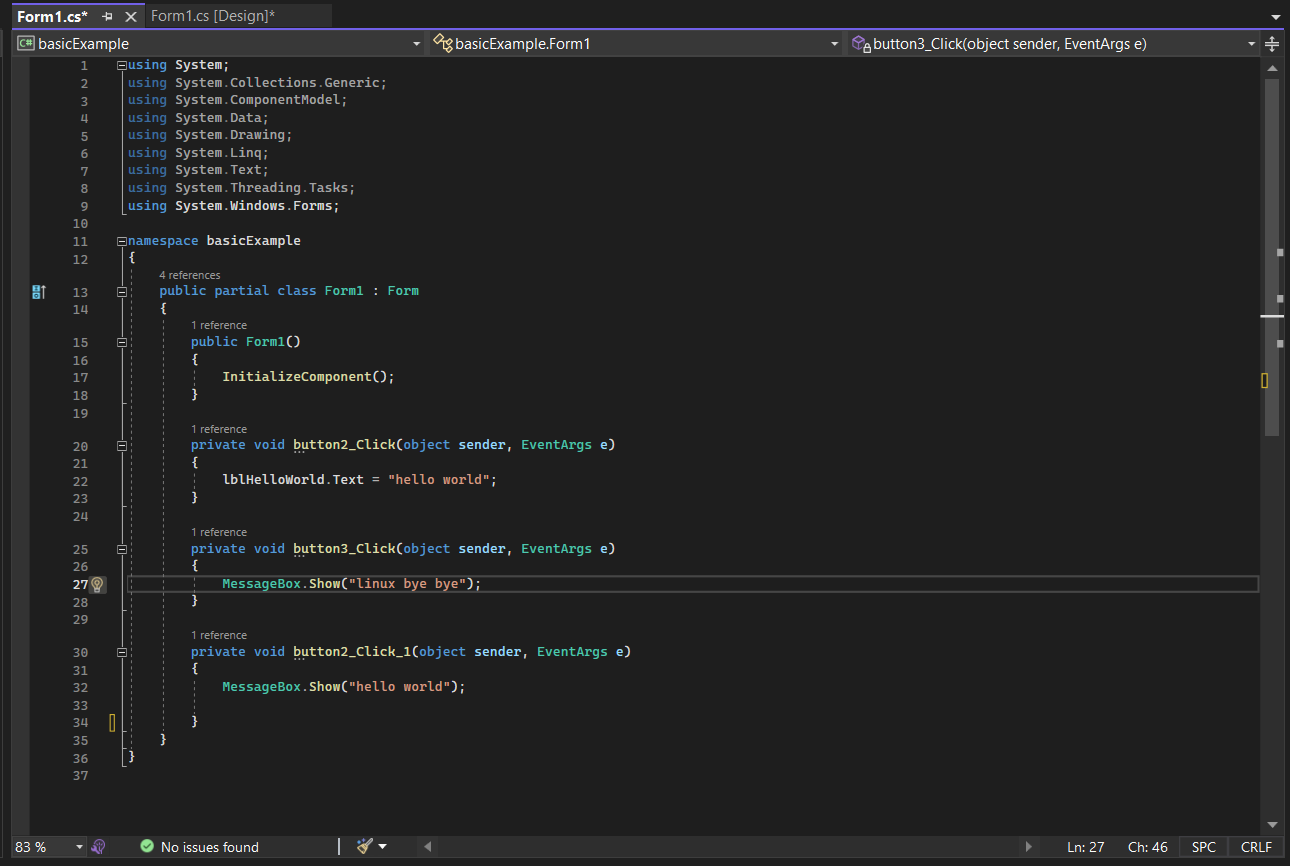 Form1.cs* Form1.cs [Design]*
C# basicExample basicExample.Form1 button3_Click(object sender, EventArgs e)
1 using System;
2 using System.Collections.Generic;
3 using System.ComponentModel;
4 using System.Data;
5 using System.Drawing;
6 using System.Linq;
7 using System.Text;
8 using System.Threading.Tasks;
9 using System.Windows.Forms;
10
11 namespace basicExample
12 {
4 references
13 public partial class Form1 : Form
14 {
1 reference
15 public Form1()
16 {
17 InitializeComponent();
18 }
19
1 reference
20 private void button2_Click(object sender, EventArgs e)
21 {
22 lblHelloWorld.Text = "hello world";
23 }
24
1 reference
25 private void button3_Click(object sender, EventArgs e)
26 {
27 MessageBox.Show("linux bye bye");
28 }
29
1 reference
30 private void button2_Click_1(object sender, EventArgs e)
31 {
32 MessageBox.Show("hello world");
33
34 }
35 }
36 }
37
83 % No issues found Ln: 27 Ch: 46 SPC CRLF